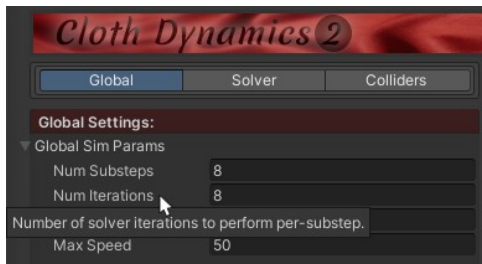 Cloth Dynamics 2
Global Solver Colliders
Global Settings:
Global Sim Params
Num Substeps 8
Num Iterations 8
Number of solver iterations to perform per-substep.
Max Speed 50